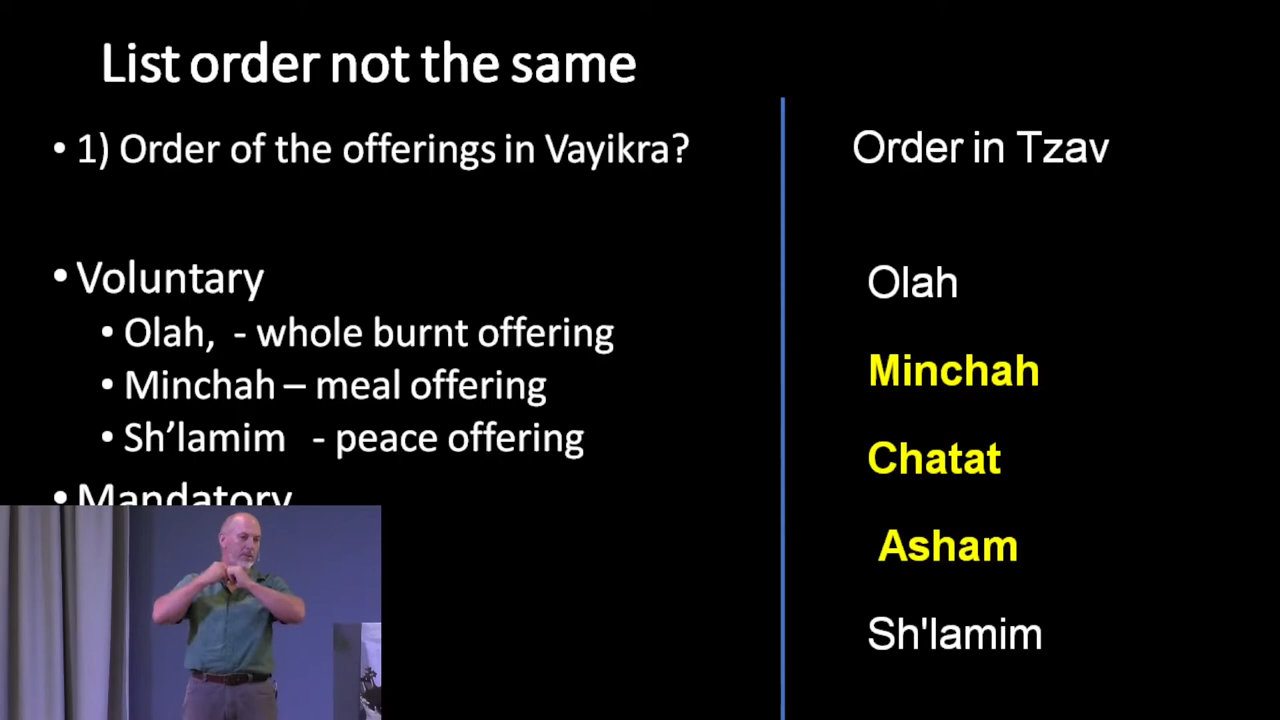 List order not the same
• 1) Order of the offerings in Vayikra?
• Voluntary
• Olah, - whole burnt offering
• Minchah – meal offering
• Sh’lamim - peace offering
• Mandatory
Order in Tzav
Olah
Minchah
Chatat
Asham
Sh'lamim